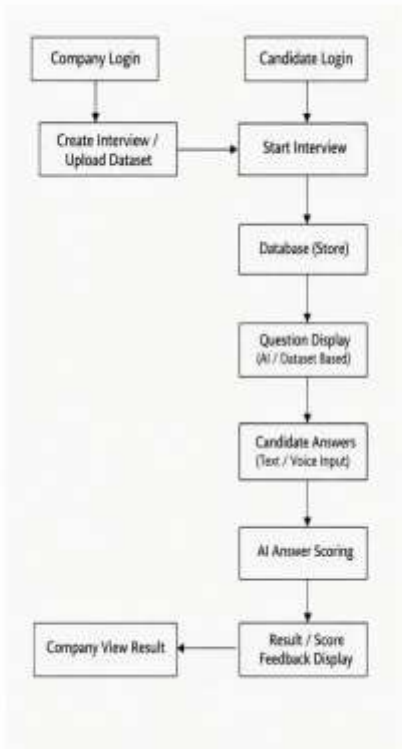 Company Login
Candidate Login
Create Interview /
Upload Dataset
Start Interview
Database (Store)
Question Display
(AI / Dataset Based)
Candidate Answers
(Text / Voice Input)
AI Answer Scoring
Company View Result
Result / Score
Feedback Display